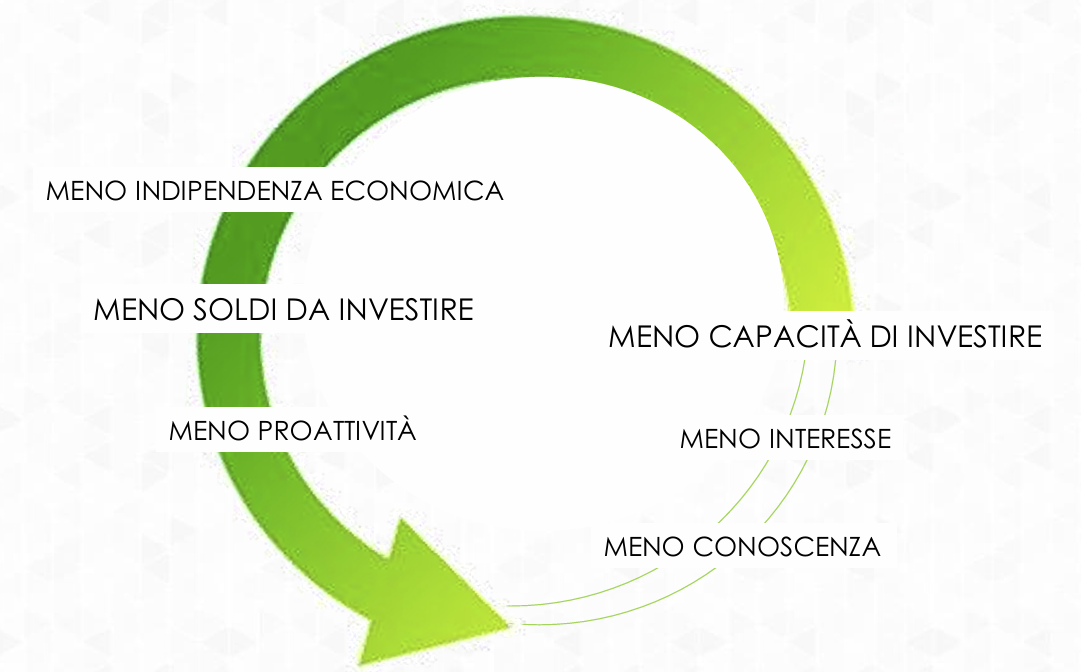 MENO INDIPENDENZA ECONOMICA
MENO SOLDI DA INVESTIRE
MENO CAPACITÀ DI INVESTIRE
MENO PROATTIVITÀ
MENO INTERESSE
MENO CONOSCENZA